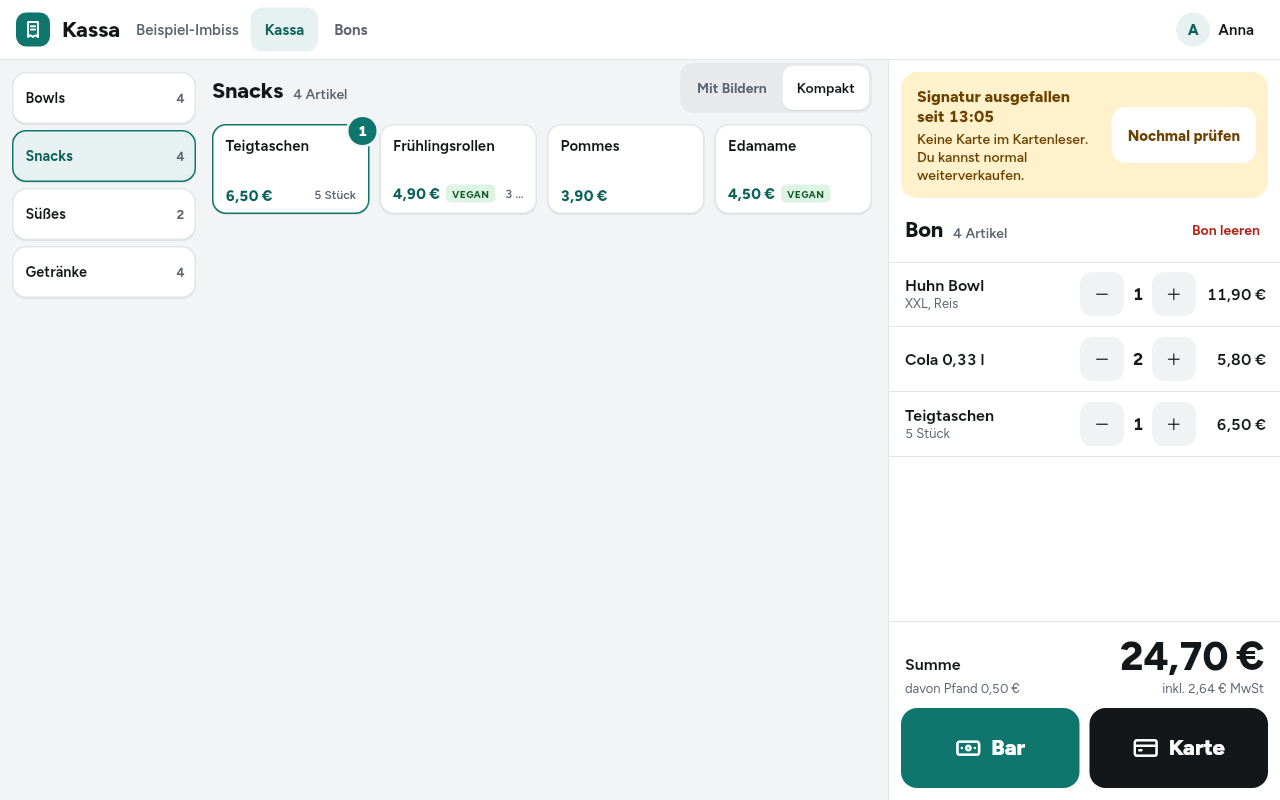 Kassa
Beispiel-Imbiss
Kassa
Bons
A
Anna
Bowls 4
Snacks 4
Süßes 2
Getränke 4
Snacks 4 Artikel
Mit Bildern
Kompakt
1
Teigtaschen
6,50 € 5 Stück
Frühlingsrollen
4,90 € VEGAN 3 ...
Pommes
3,90 €
Edamame
4,50 € VEGAN
Signatur ausgefallen
seit 13:05
Keine Karte im Kartenleser.
Du kannst normal
weiterverkaufen.
Nochmal prüfen
Bon 4 Artikel
Bon leeren
Huhn Bowl
XXL, Reis
− 1 + 11,90 €
Cola 0,33 l
− 2 + 5,80 €
Teigtaschen
5 Stück
− 1 + 6,50 €
Summe 24,70 €
davon Pfand 0,50 € inkl. 2,64 € MwSt
Bar
Karte